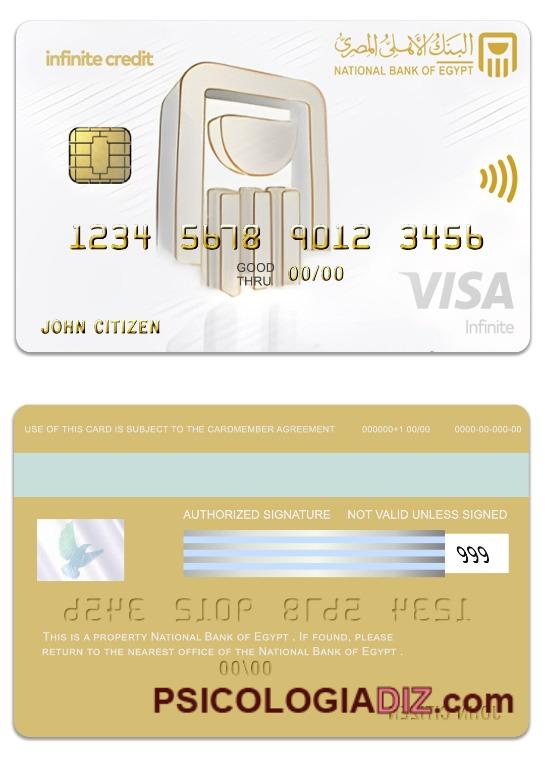 infinite credit
البنك الأهلي المصري
NATIONAL BANK OF EGYPT
1234 5678 9012 3456
GOOD THRU 00/00
VISA
Infinite
JOHN CITIZEN
USE OF THIS CARD IS SUBJECT TO THE CARDMEMBER AGREEMENT 000000+1 00/00 0000-00-000-00
AUTHORIZED SIGNATURE NOT VALID UNLESS SIGNED
999
1234 5678 9012 3456
THIS IS A PROPERTY NATIONAL BANK OF EGYPT . IF FOUND, PLEASE
RETURN TO THE NEAREST OFFICE OF THE NATIONAL BANK OF EGYPT .
00/00
PSICOLOGIADIZ.com
JOHN CITIZEN